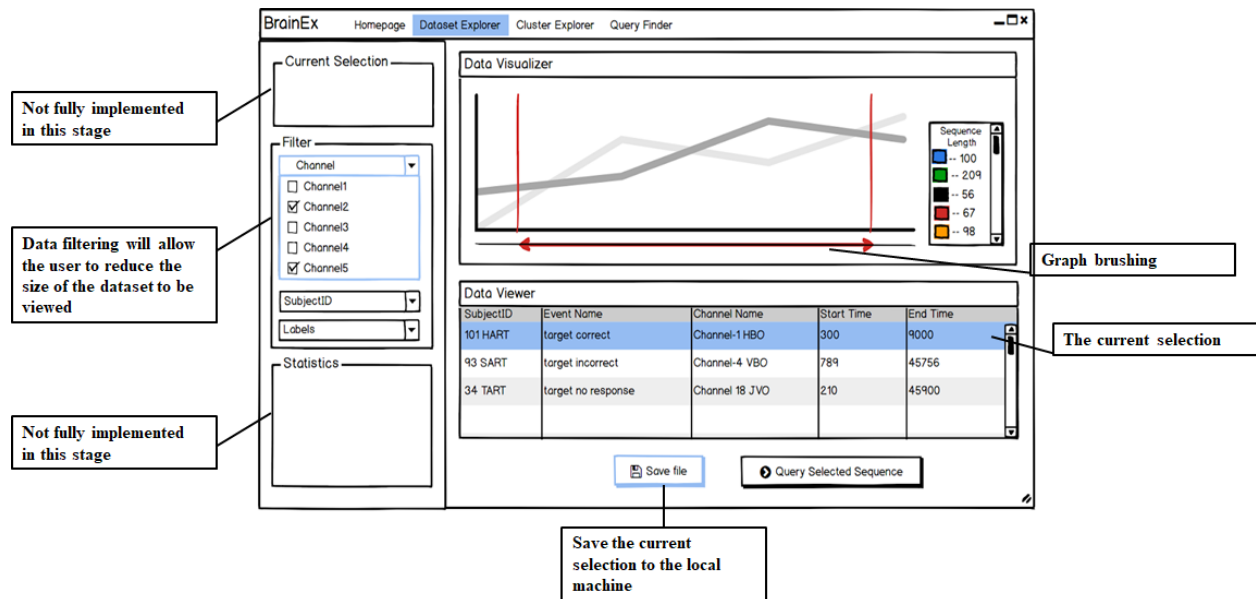 BrainEx
Homepage
Dataset Explorer
Cluster Explorer
Query Finder
Current Selection
Not fully implemented
in this stage
Filter
Channel
Channel1
Channel2
Channel3
Channel4
Channel5
SubjectID
Labels
Data filtering will allow
the user to reduce the
size of the dataset to be
viewed
Statistics
Not fully implemented
in this stage
Data Visualizer
Sequence
Length
-- 100
-- 209
-- 56
-- 67
-- 98
Graph brushing
Data Viewer
SubjectID Event Name Channel Name Start Time End Time
101 HART target correct Channel-1 HBO 300 9000
93 SART target incorrect Channel-4 VBO 789 45756
34 TART target no response Channel 18 JVO 210 45900
The current selection
Save file
Query Selected Sequence
Save the current
selection to the local
machine